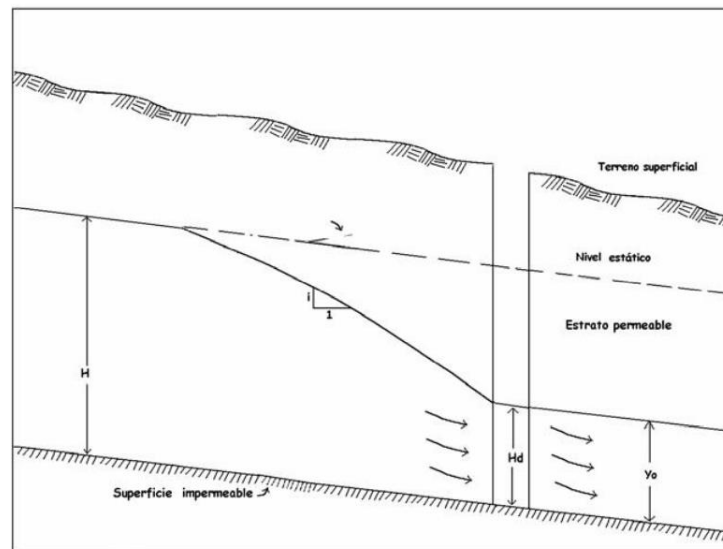 Terreno superficial
Nivel estático
i
1
Estrato permeable
H
Hd
Yo
Superficie impermeable